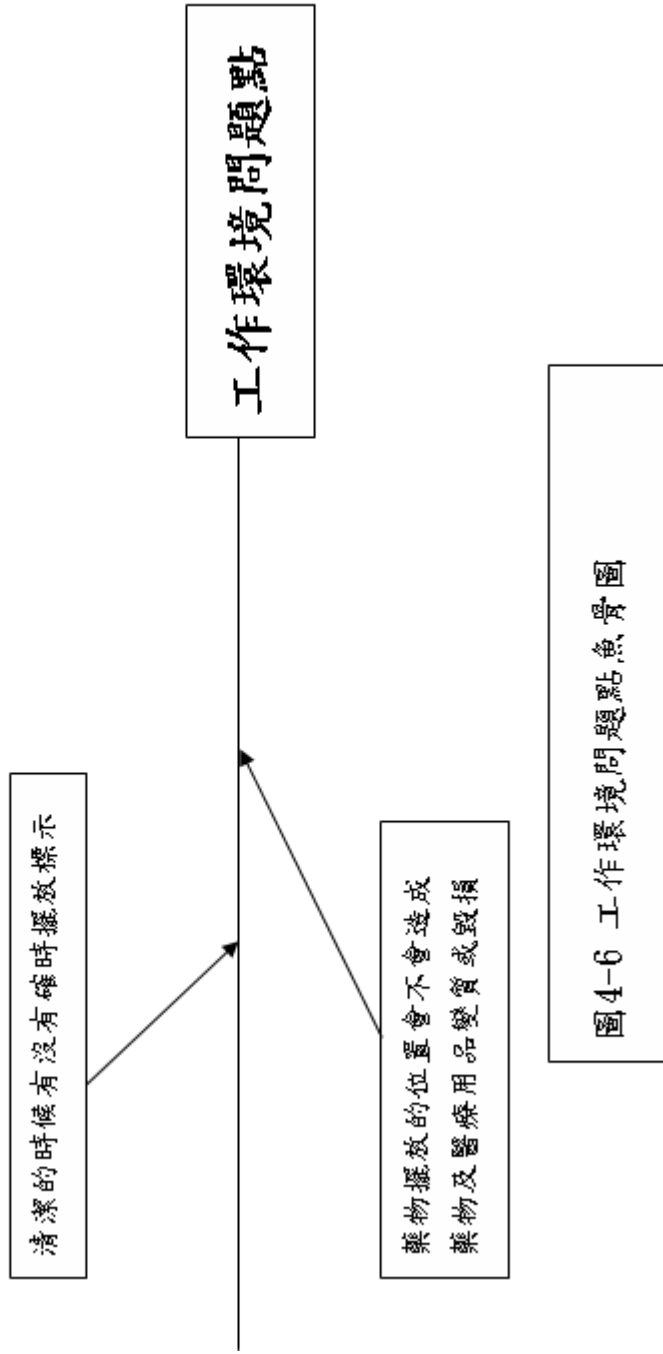 清潔的時候有沒有確時擺放標示
工作環境問題點
藥物擺放的位置會不會造成
藥物及醫療用品變質或毀損
圖4-6 工作環境問題點魚骨圖